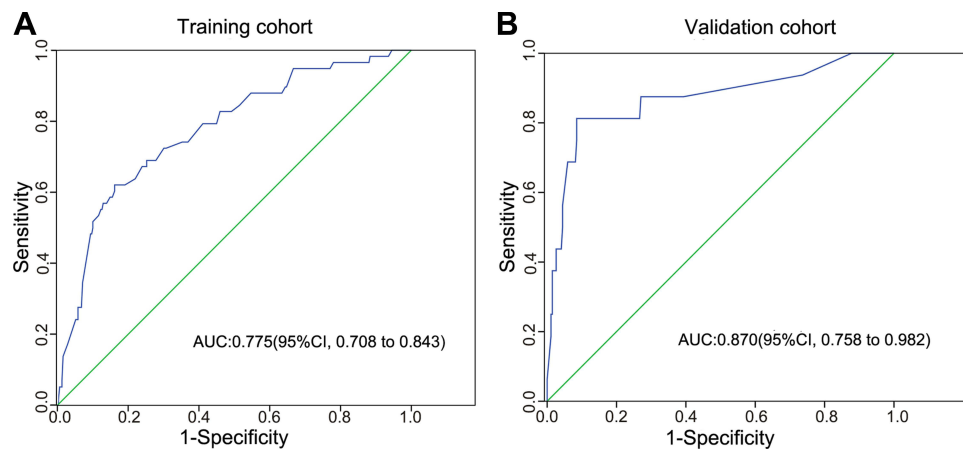 A
Training cohort
1.0
0.8
0.6
0.4
0.2
0.0
Sensitivity
AUC:0.775(95%CI, 0.708 to 0.843)
0.0 0.2 0.4 0.6 0.8 1.0
1-Specificity
B
Validation cohort
1.0
0.8
0.6
0.4
0.2
0.0
Sensitivity
AUC:0.870(95%CI, 0.758 to 0.982)
0.0 0.2 0.4 0.6 0.8 1.0
1-Specificity